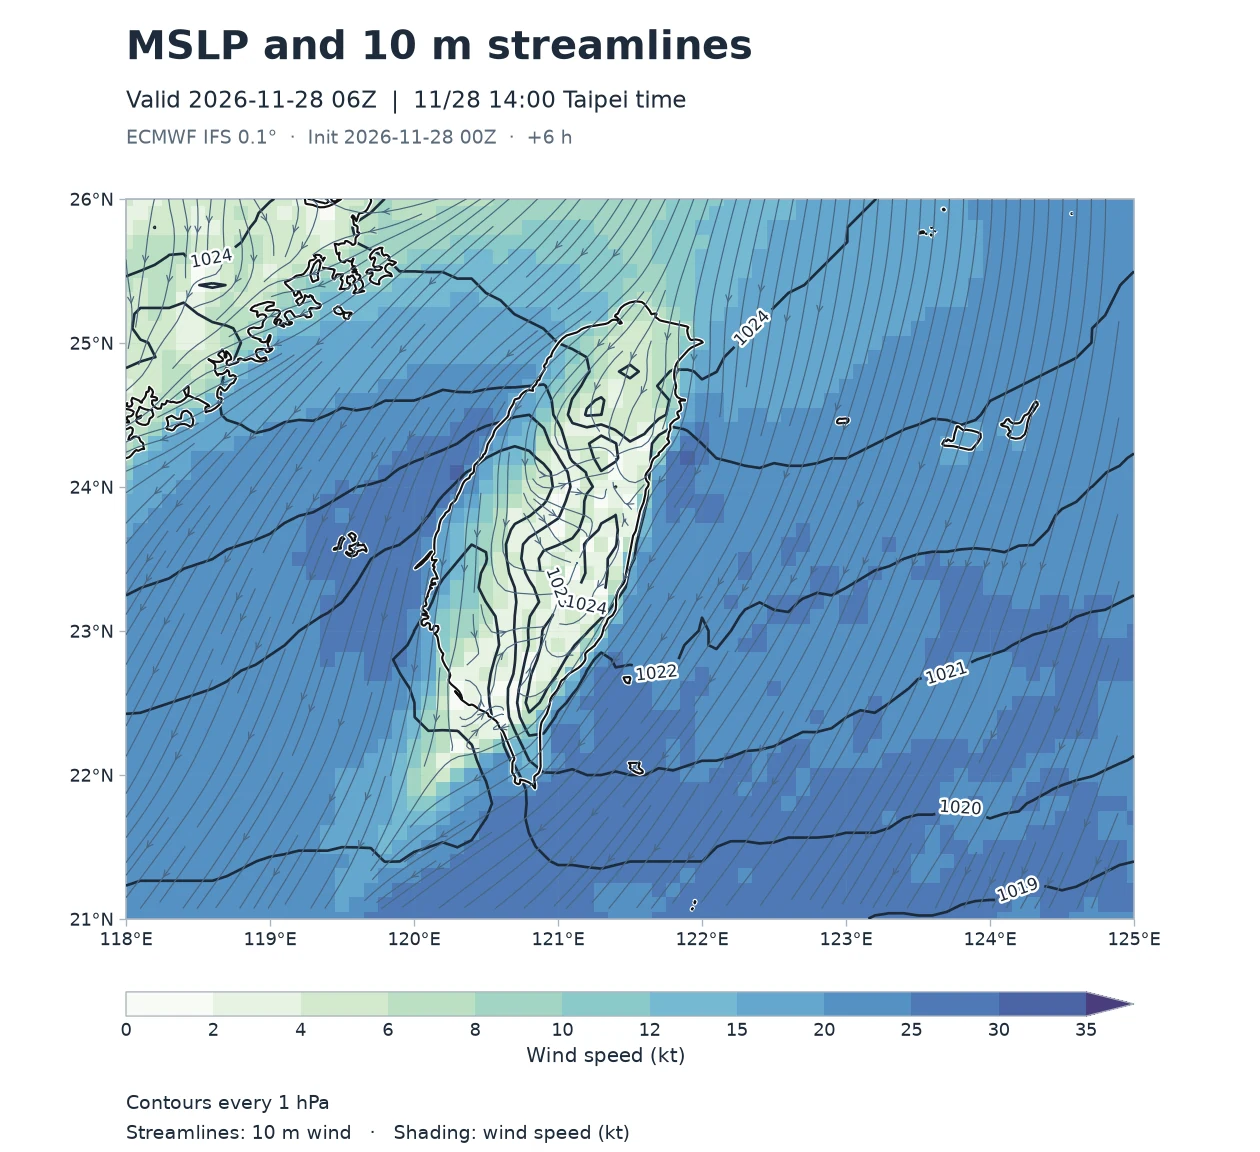 MSLP and 10 m streamlines
Valid 2026-11-28 06Z | 11/28 14:00 Taipei time
ECMWF IFS 0.1° · Init 2026-11-28 00Z · +6 h
26°N
25°N
24°N
23°N
22°N
21°N
1024
1024
1024
1022
1021
1020
1019
118°E 119°E 120°E 121°E 122°E 123°E 124°E 125°E
0 2 4 6 8 10 12 15 20 25 30 35
Wind speed (kt)
Contours every 1 hPa
Streamlines: 10 m wind · Shading: wind speed (kt)